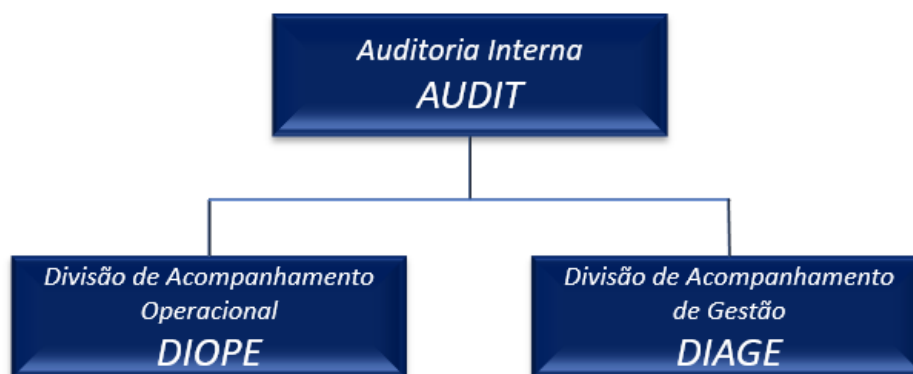 Auditoria Interna
AUDIT
Divisão de Acompanhamento
Operacional
DIOPE
Divisão de Acompanhamento
de Gestão
DIAGE